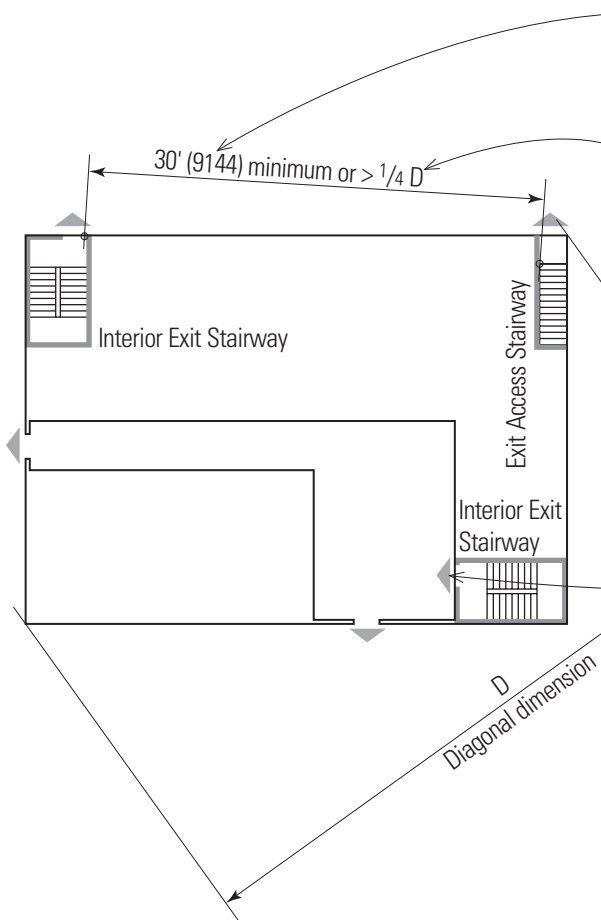 30' (9144) minimum or > 1/4 D
Interior Exit Stairway
Exit Access Stairway
Interior Exit
Stairway
D
Diagonal dimension